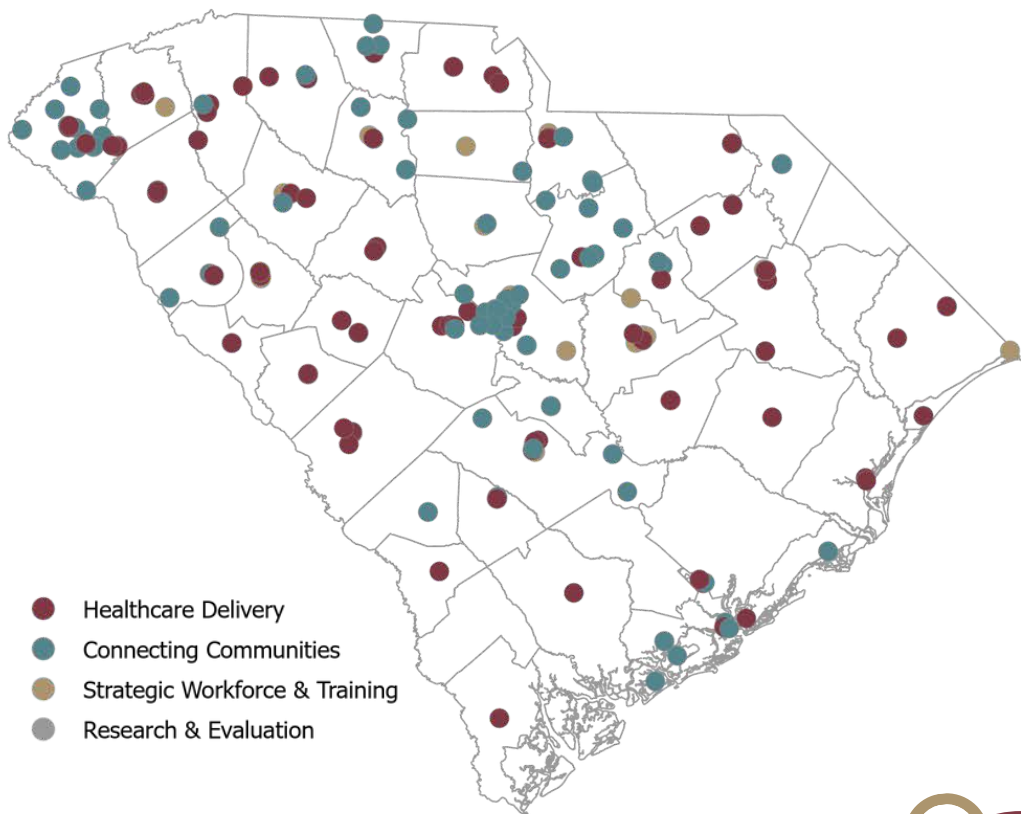 Healthcare Delivery
Connecting Communities
Strategic Workforce & Training
Research & Evaluation